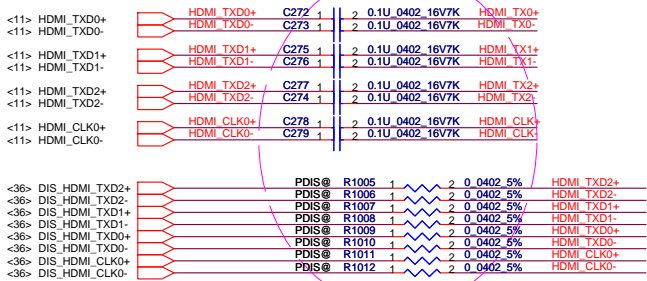 <11> HDMI_TXD0+ HDMI_TXD0+ C272 1 2 0.1U_0402_16V7K HDMI_TX0+
<11> HDMI_TXD0- HDMI_TXD0- C273 1 2 0.1U_0402_16V7K HDMI_TX0-
<11> HDMI_TXD1+ HDMI_TXD1+ C275 1 2 0.1U_0402_16V7K HDMI_TX1+
<11> HDMI_TXD1- HDMI_TXD1- C276 1 2 0.1U_0402_16V7K HDMI_TX1-
<11> HDMI_TXD2+ HDMI_TXD2+ C277 1 2 0.1U_0402_16V7K HDMI_TX2+
<11> HDMI_TXD2- HDMI_TXD2- C274 1 2 0.1U_0402_16V7K HDMI_TX2-
<11> HDMI_CLK0+ HDMI_CLK0+ C278 1 2 0.1U_0402_16V7K HDMI_CLK+
<11> HDMI_CLK0- HDMI_CLK0- C279 1 2 0.1U_0402_16V7K HDMI_CLK-
<36> DIS_HDMI_TXD2+ PDIS@ R1005 1 2 0_0402_5% HDMI_TXD2+
<36> DIS_HDMI_TXD2- PDIS@ R1006 1 2 0_0402_5% HDMI_TXD2-
<36> DIS_HDMI_TXD1+ PDIS@ R1007 1 2 0_0402_5% HDMI_TXD1+
<36> DIS_HDMI_TXD1- PDIS@ R1008 1 2 0_0402_5% HDMI_TXD1-
<36> DIS_HDMI_TXD0+ PDIS@ R1009 1 2 0_0402_5% HDMI_TXD0+
<36> DIS_HDMI_TXD0- PDIS@ R1010 1 2 0_0402_5% HDMI_TXD0-
<36> DIS_HDMI_CLK0+ PDIS@ R1011 1 2 0_0402_5% HDMI_CLK0+
<36> DIS_HDMI_CLK0- PDIS@ R1012 1 2 0_0402_5% HDMI_CLK0-